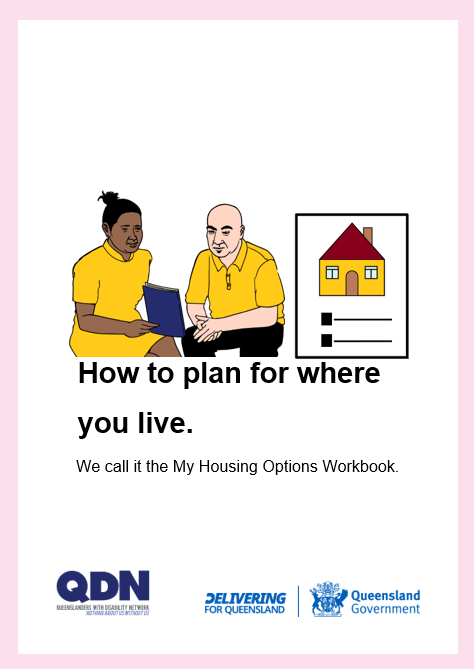 How to plan for where
you live.
We call it the My Housing Options Workbook.
QDN
QUEENSLANDERS WITH DISABILITY NETWORK
NOTHING ABOUT US WITHOUT US
DELIVERING
FOR QUEENSLAND
Queensland
Government